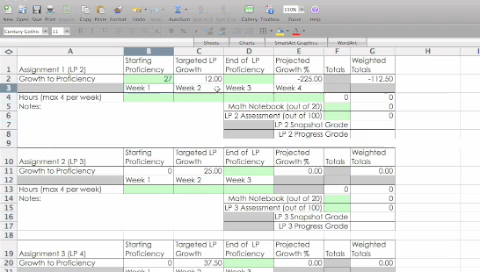 New Open Save Print Import Copy Paste Format Undo Redo AutoSum Sort A-Z Sort Z-A Gallery Toolbox Zoom Help
150%
Century Gothic 11
Sheets Charts SmartArt Graphics WordArt
A B C D E F G H I
Starting Targeted LP End of LP Projected Weighted
1 Assignment 1 (LP 2) Proficiency Growth Proficiency Growth % Totals Totals
2 Growth to Proficiency 27 12.00 -225.00 -112.50
3 Week 1 Week 2 Week 3 Week 4
4 Hours (max 4 per week) 0 0
5 Notes: Math Notebook (out of 20) 0
6 LP 2 Assessment (out of 100) 0
7 LP 2 Snapshot Grade
8 LP 2 Progress Grade
9
Starting Targeted LP End of LP Projected Weighted
10 Assignment 2 (LP 3) Proficiency Growth Proficiency Growth % Totals Totals
11 Growth to Proficiency 0 25.00 0.00 0.00
12 Week 1 Week 2 Week 3
13 Hours (max 4 per week) 0 0
14 Notes: Math Notebook (out of 20) 0
15 LP 3 Assessment (out of 100) 0
16 LP 3 Snapshot Grade
17 LP 3 Progress Grade
18
Starting Targeted LP End of LP Projected Weighted
19 Assignment 3 (LP 4) Proficiency Growth Proficiency Growth % Totals Totals
20 Growth to Proficiency 0 37.50 0.00 0.00
21 Week 1 Week 2 Week 3